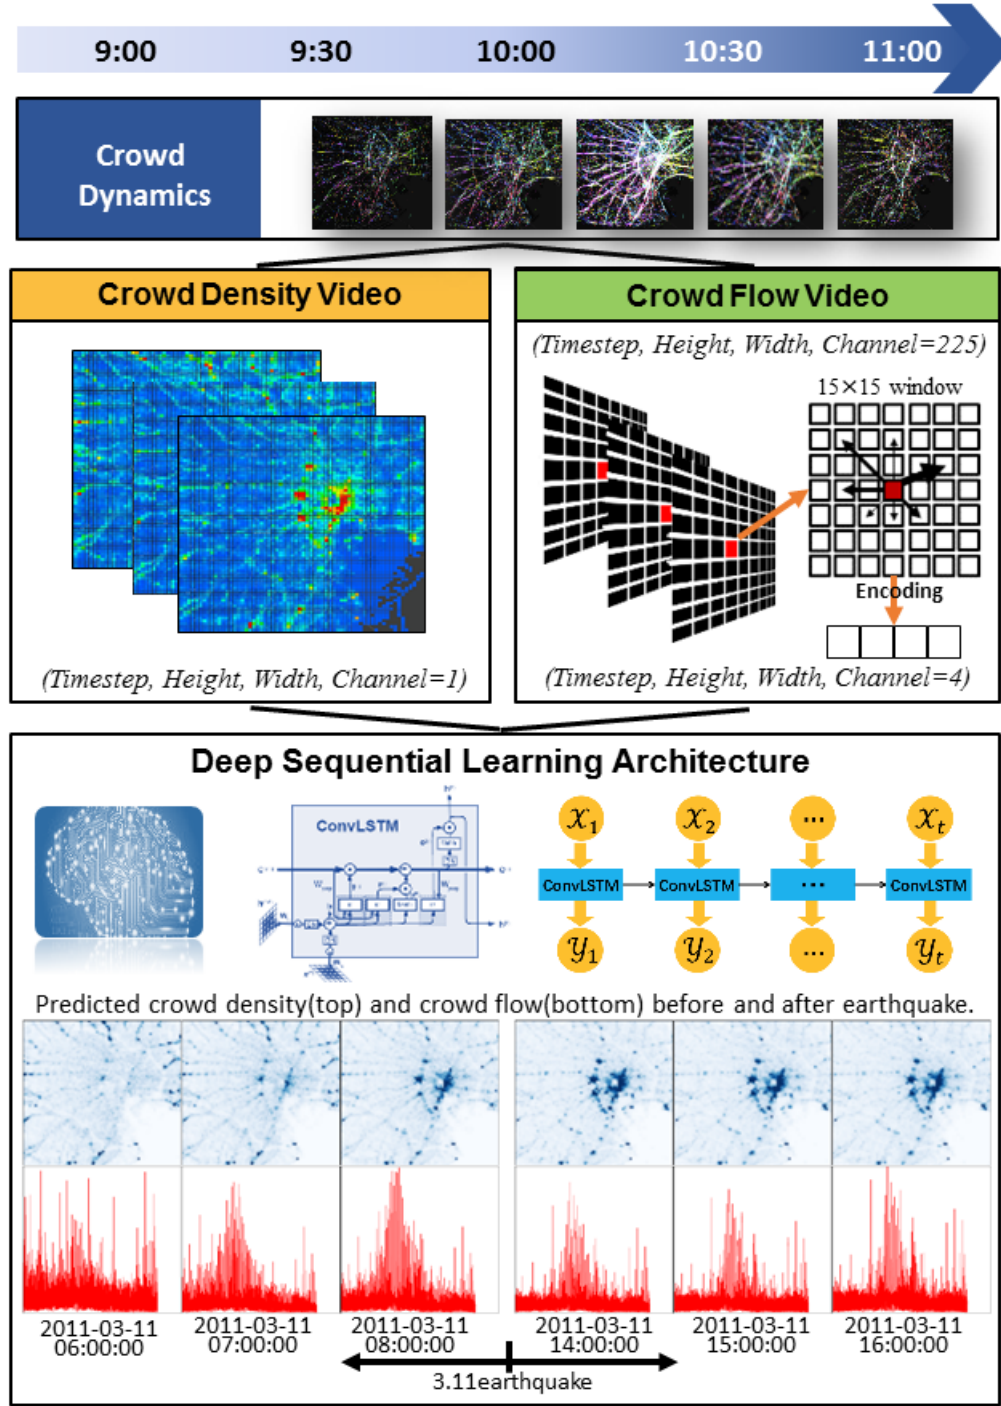 9:00 9:30 10:00 10:30 11:00
Crowd
Dynamics
Crowd Density Video
(Timestep, Height, Width, Channel=1)
Crowd Flow Video
(Timestep, Height, Width, Channel=225)
15×15 window
Encoding
(Timestep, Height, Width, Channel=4)
Deep Sequential Learning Architecture
ConvLSTM
𝒳1 𝒳2 ... 𝒳t
ConvLSTM ConvLSTM ... ConvLSTM
𝒴1 𝒴2 ... 𝒴t
Predicted crowd density(top) and crowd flow(bottom) before and after earthquake.
2011-03-11 2011-03-11 2011-03-11 2011-03-11 2011-03-11 2011-03-11
06:00:00 07:00:00 08:00:00 14:00:00 15:00:00 16:00:00
3.11earthquake